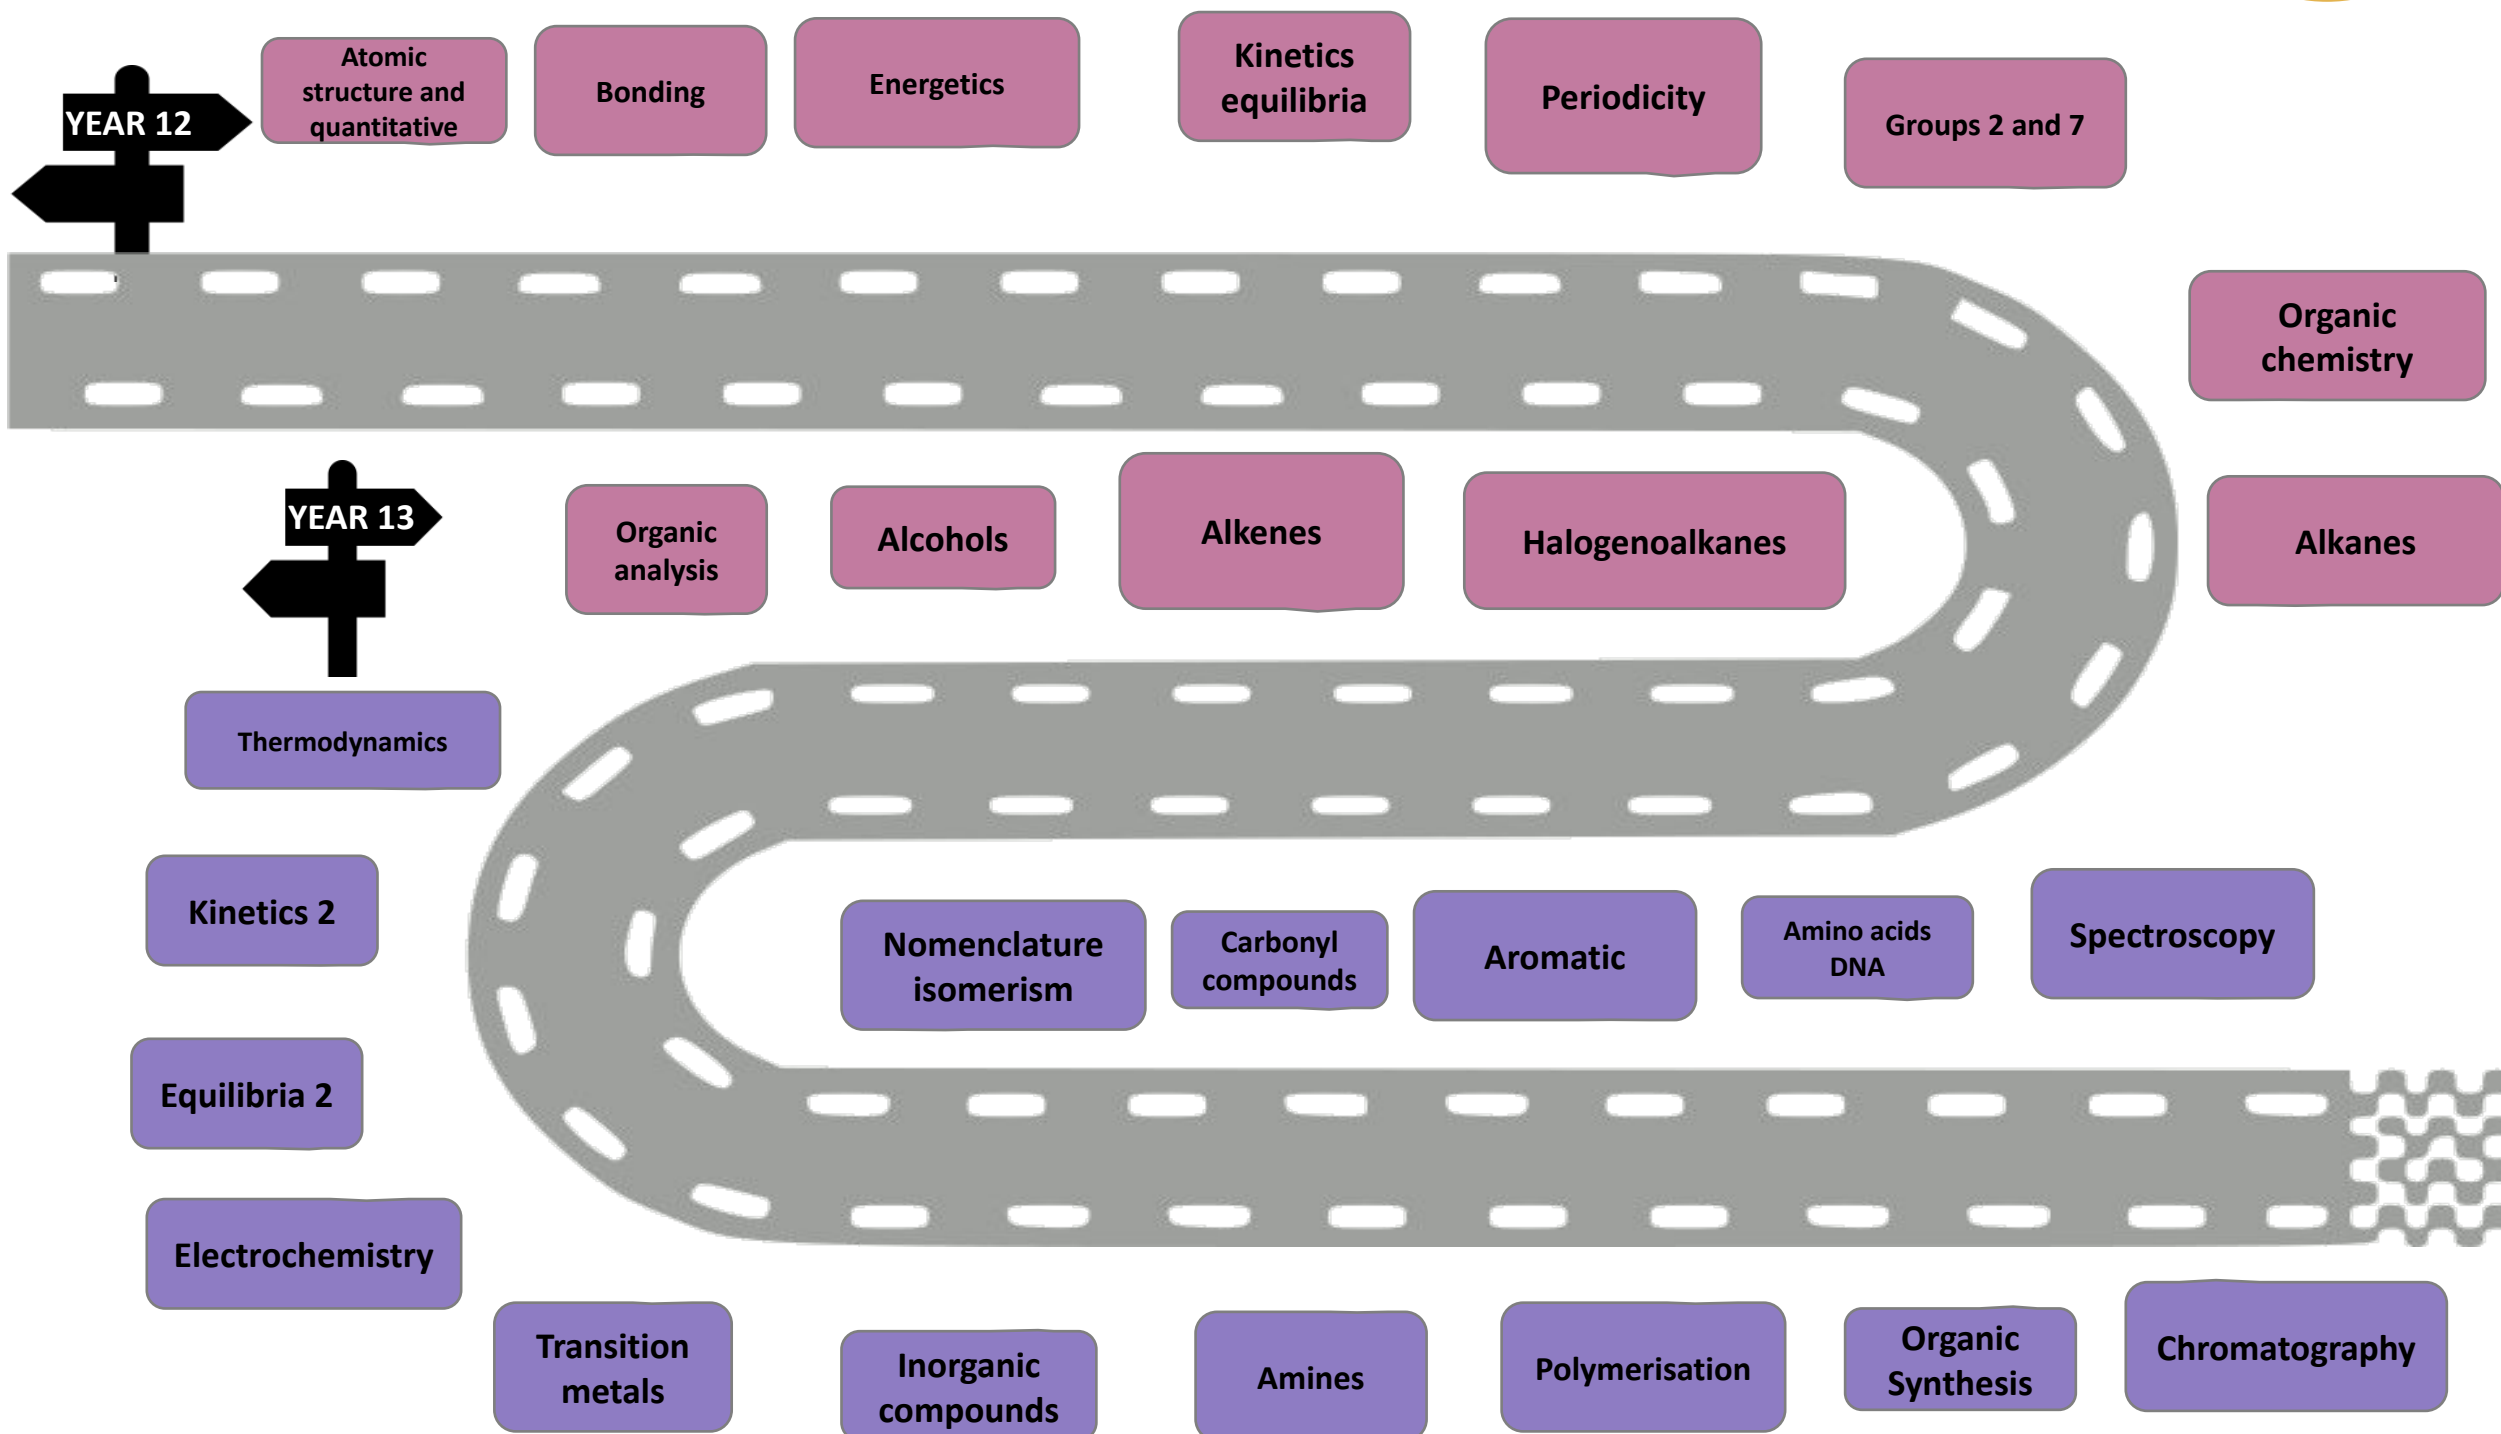 YEAR 12
Atomic
structure and
quantitative
Bonding
Energetics
Kinetics
equilibria
Periodicity
Groups 2 and 7
Organic
chemistry
Alkanes
Halogenoalkanes
Alkenes
Alcohols
Organic
analysis
YEAR 13
Thermodynamics
Kinetics 2
Equilibria 2
Electrochemistry
Nomenclature
isomerism
Carbonyl
compounds
Aromatic
Amino acids
DNA
Spectroscopy
Transition
metals
Inorganic
compounds
Amines
Polymerisation
Organic
Synthesis
Chromatography